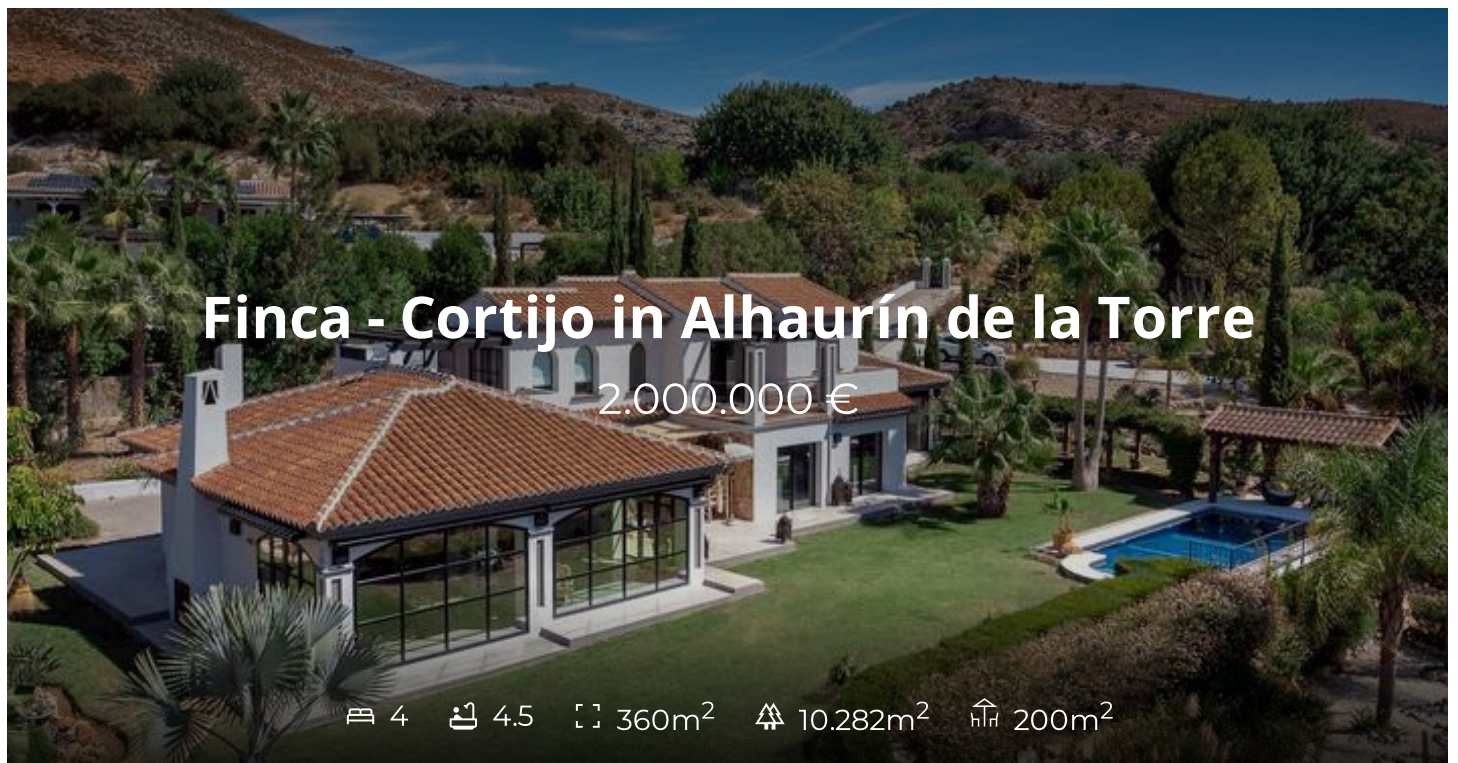 Finca - Cortijo in Alhaurín de la Torre
2.000.000 €
4 4.5 360m² 10.282m² 200m²